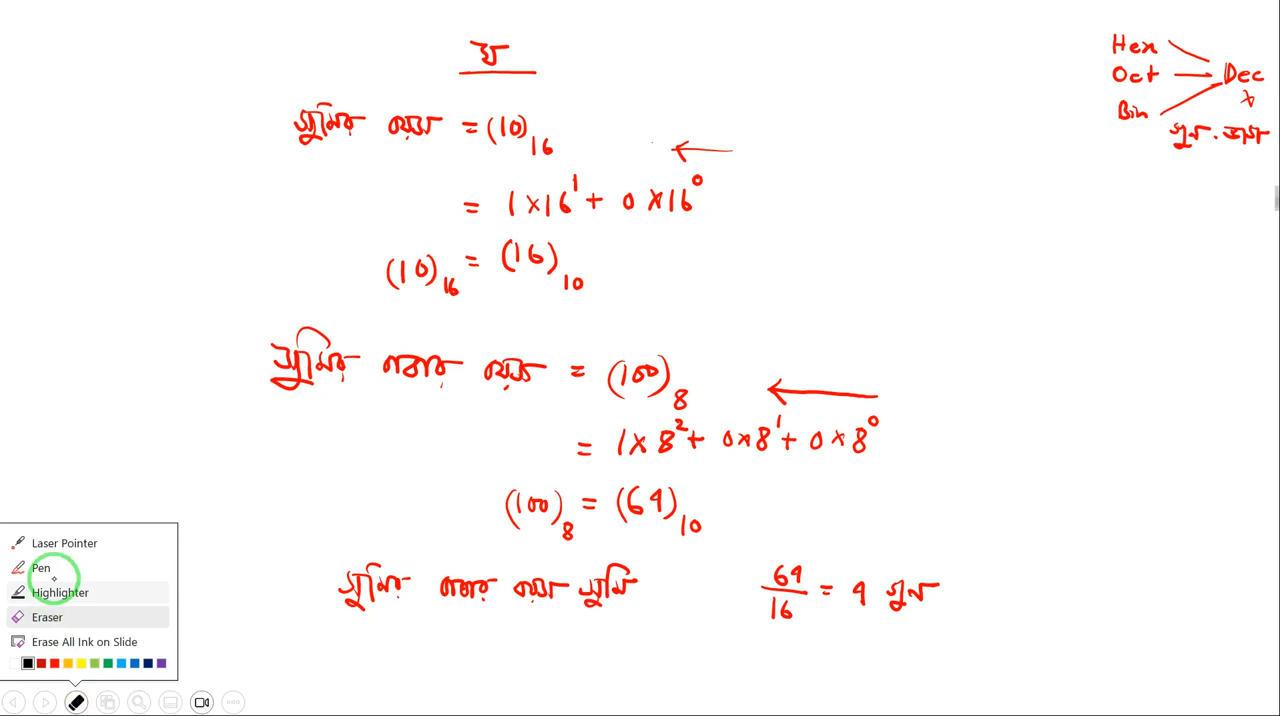 ঘ
সুমির বয়স = (10)₁₆
= 1×16¹ + 0×16⁰
(10)₁₆ = (16)₁₀
সুমির বাবার বয়স = (100)₈
= 1×8² + 0×8¹ + 0×8⁰
(100)₈ = (64)₁₀
সুমির বাবার বয়স সুমির 64/16 = 4 গুন
Hex
Oct → Dec
Bin
গুন . ভাগ
Laser Pointer
Pen
Highlighter
Eraser
Erase All Ink on Slide